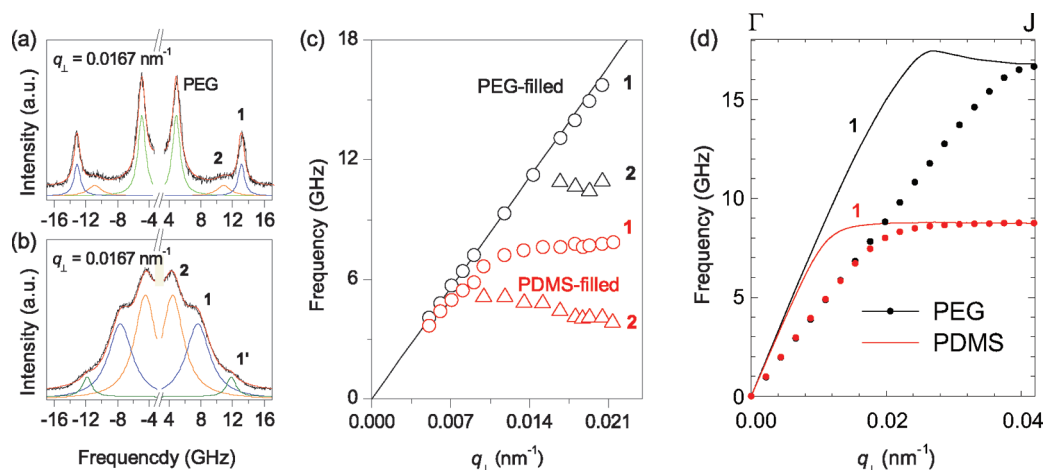 (a)
q⊥ = 0.0167 nm⁻¹
PEG
1
2
Intensity (a.u.)
-16 -12 -8 -4 4 8 12 16
(b)
q⊥ = 0.0167 nm⁻¹
2
1
1'
Intensity (a.u.)
-16 -12 -8 -4 4 8 12 16
Frequencdy (GHz)
(c)
18
12
6
0
Frequency (GHz)
PEG-filled
1
2
1
PDMS-filled
2
0.000 0.007 0.014 0.021
q⊥ (nm⁻¹)
(d)
Γ J
15
10
5
0
Frequency (GHz)
1
1
PEG
PDMS
0.00 0.02 0.04
q⊥ (nm⁻¹)